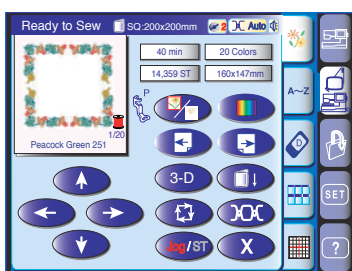 Ready to Sew SQ:200x200mm 2 Auto
40 min 20 Colors
14,359 ST 160x147mm
P
1/20
Peacock Green 251
A~Z
D
3-D
SET
Jog/ST X
?